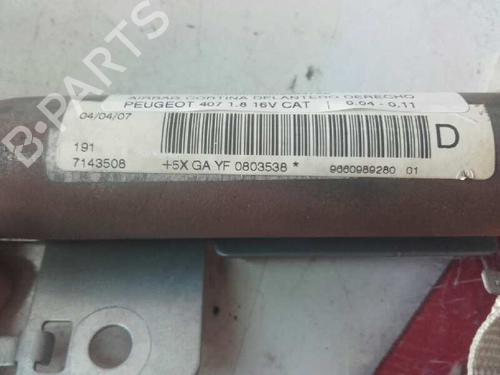 AIRBAG CORTINA DELANTERO DERECHO
PEUGEOT 407 1.8 16V CAT | 0.04 - 0.11
04/04/07
D
191
7143508
+5X GA YF 0803538 *
9660989280 01
B-PARTS